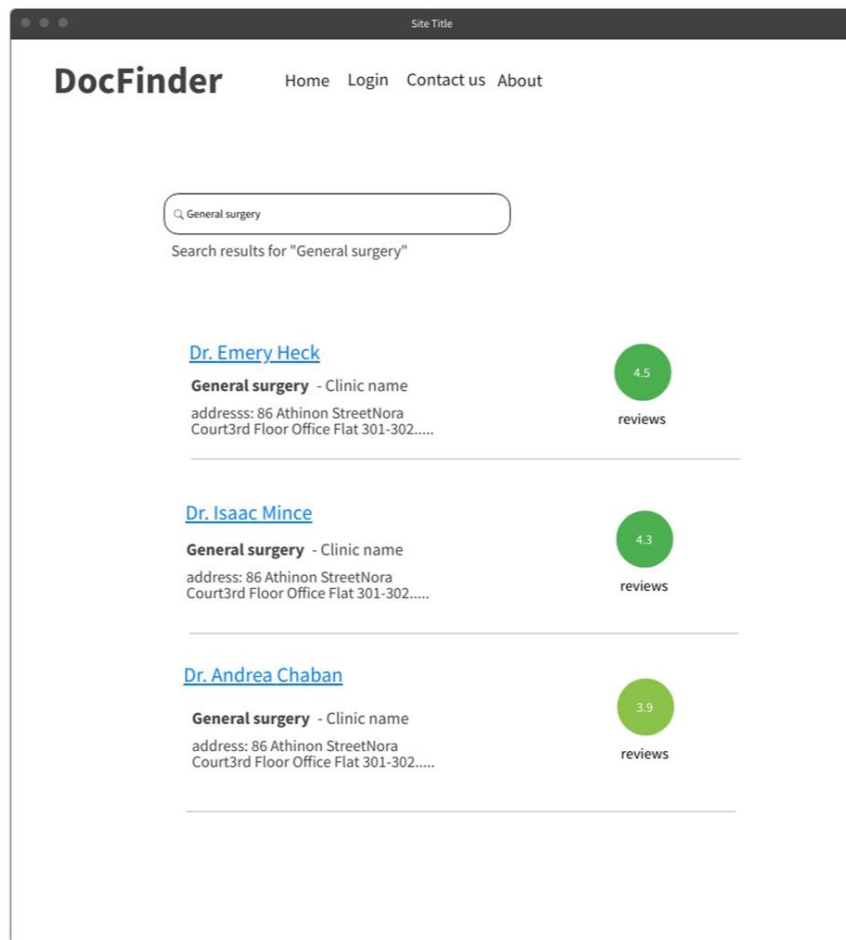 Site Title
DocFinder
Home Login Contact us About
General surgery
Search results for "General surgery"
Dr. Emery Heck
General surgery - Clinic name
addresss: 86 Athinon StreetNora
Court3rd Floor Office Flat 301-302.....
4.5
reviews
Dr. Isaac Mince
General surgery - Clinic name
address: 86 Athinon StreetNora
Court3rd Floor Office Flat 301-302.....
4.3
reviews
Dr. Andrea Chaban
General surgery - Clinic name
address: 86 Athinon StreetNora
Court3rd Floor Office Flat 301-302.....
3.9
reviews